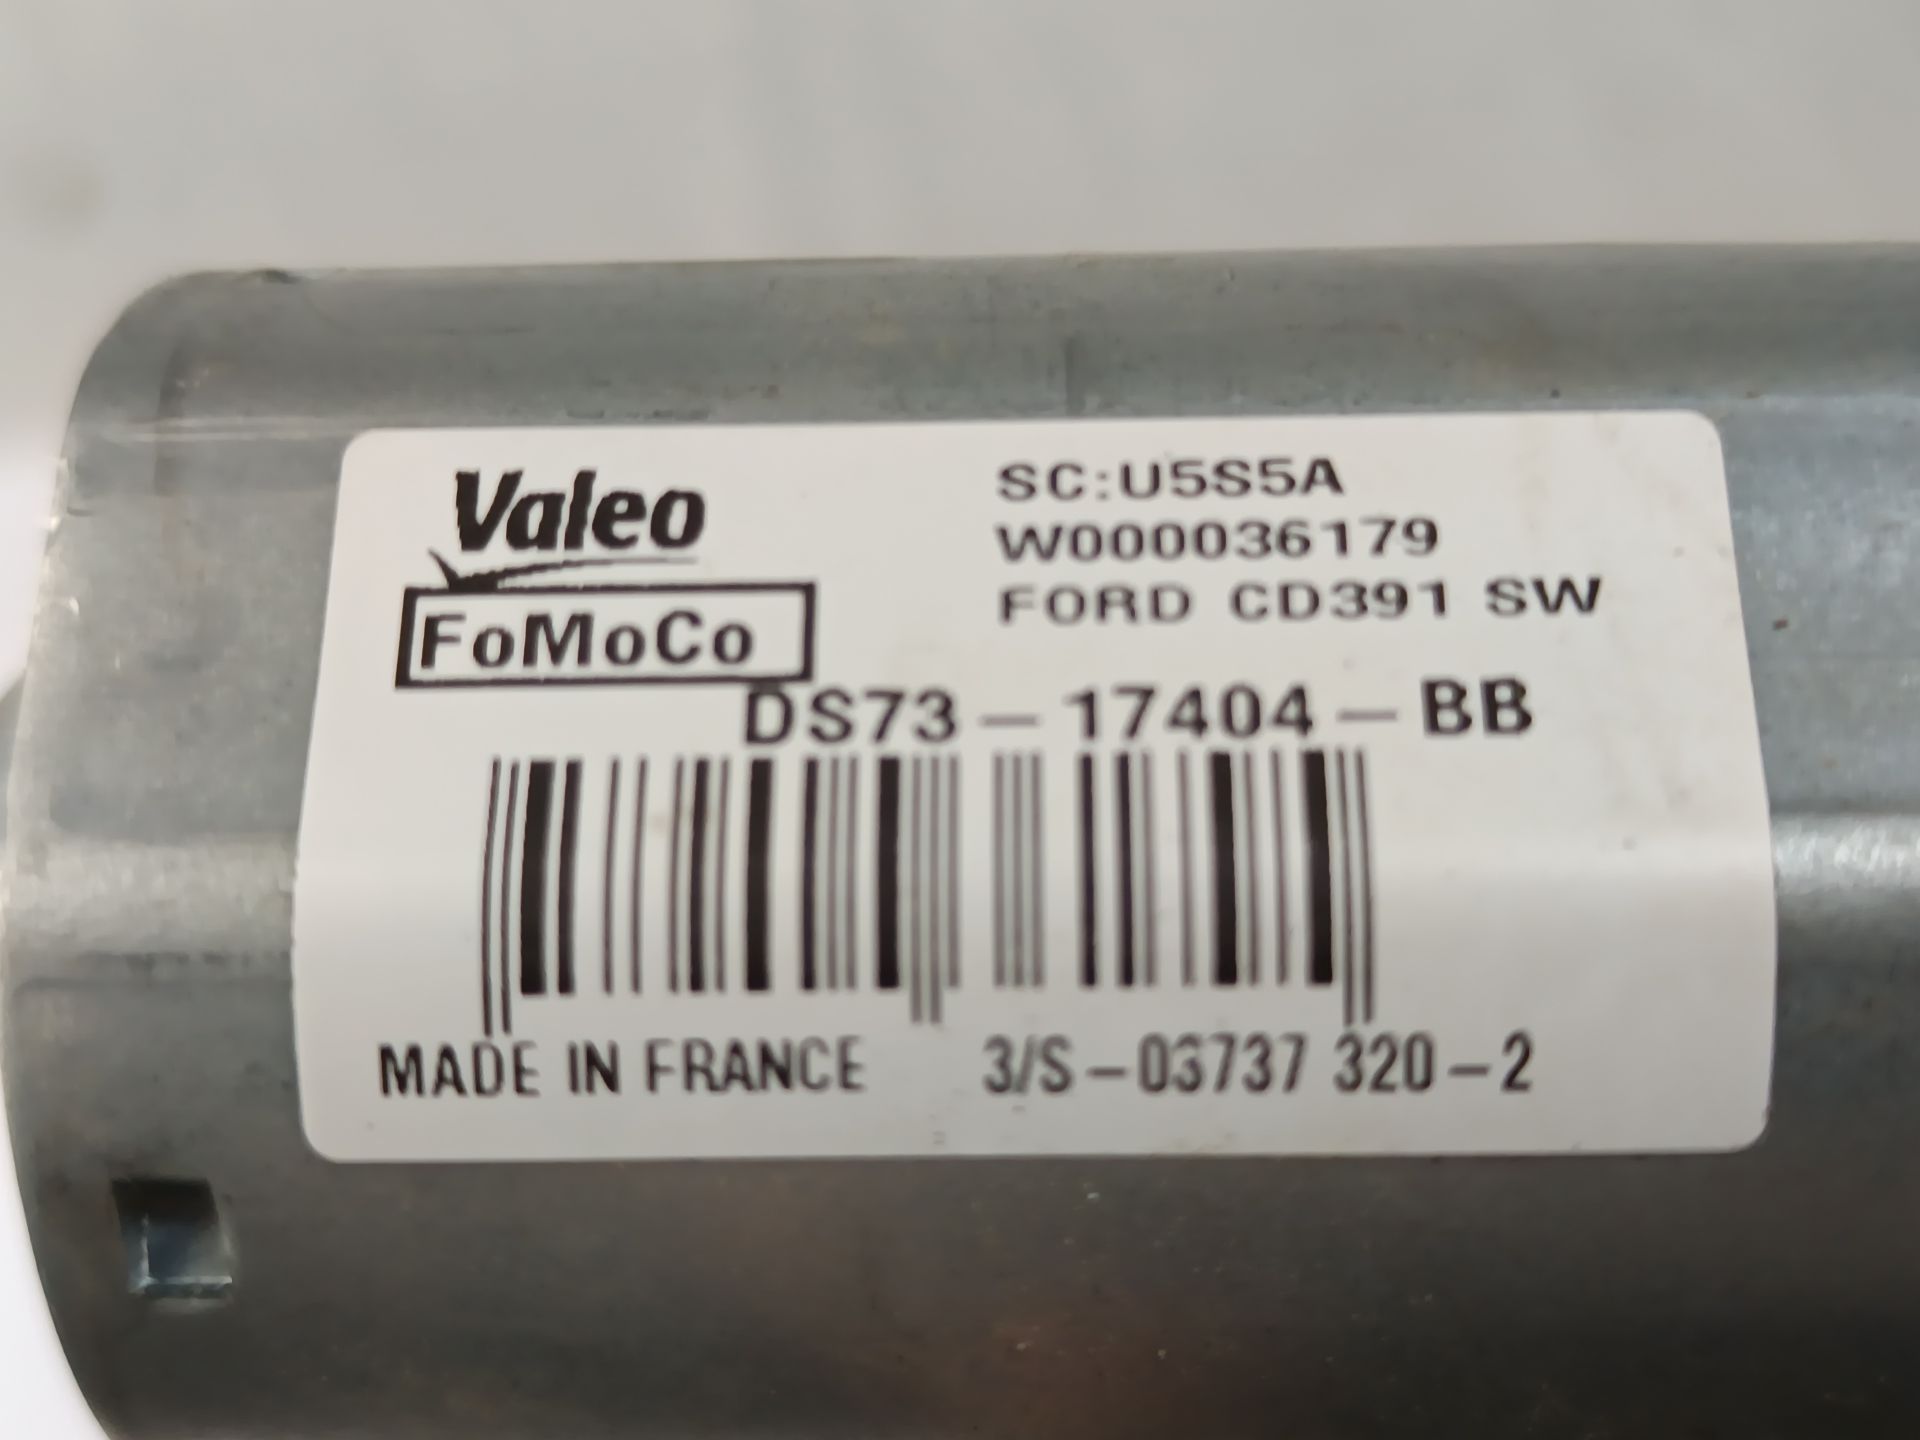 Valeo
FoMoCo
SC:U5S5A
W000036179
FORD CD391 SW
DS73-17404-BB
MADE IN FRANCE 3/S-03737 320-2